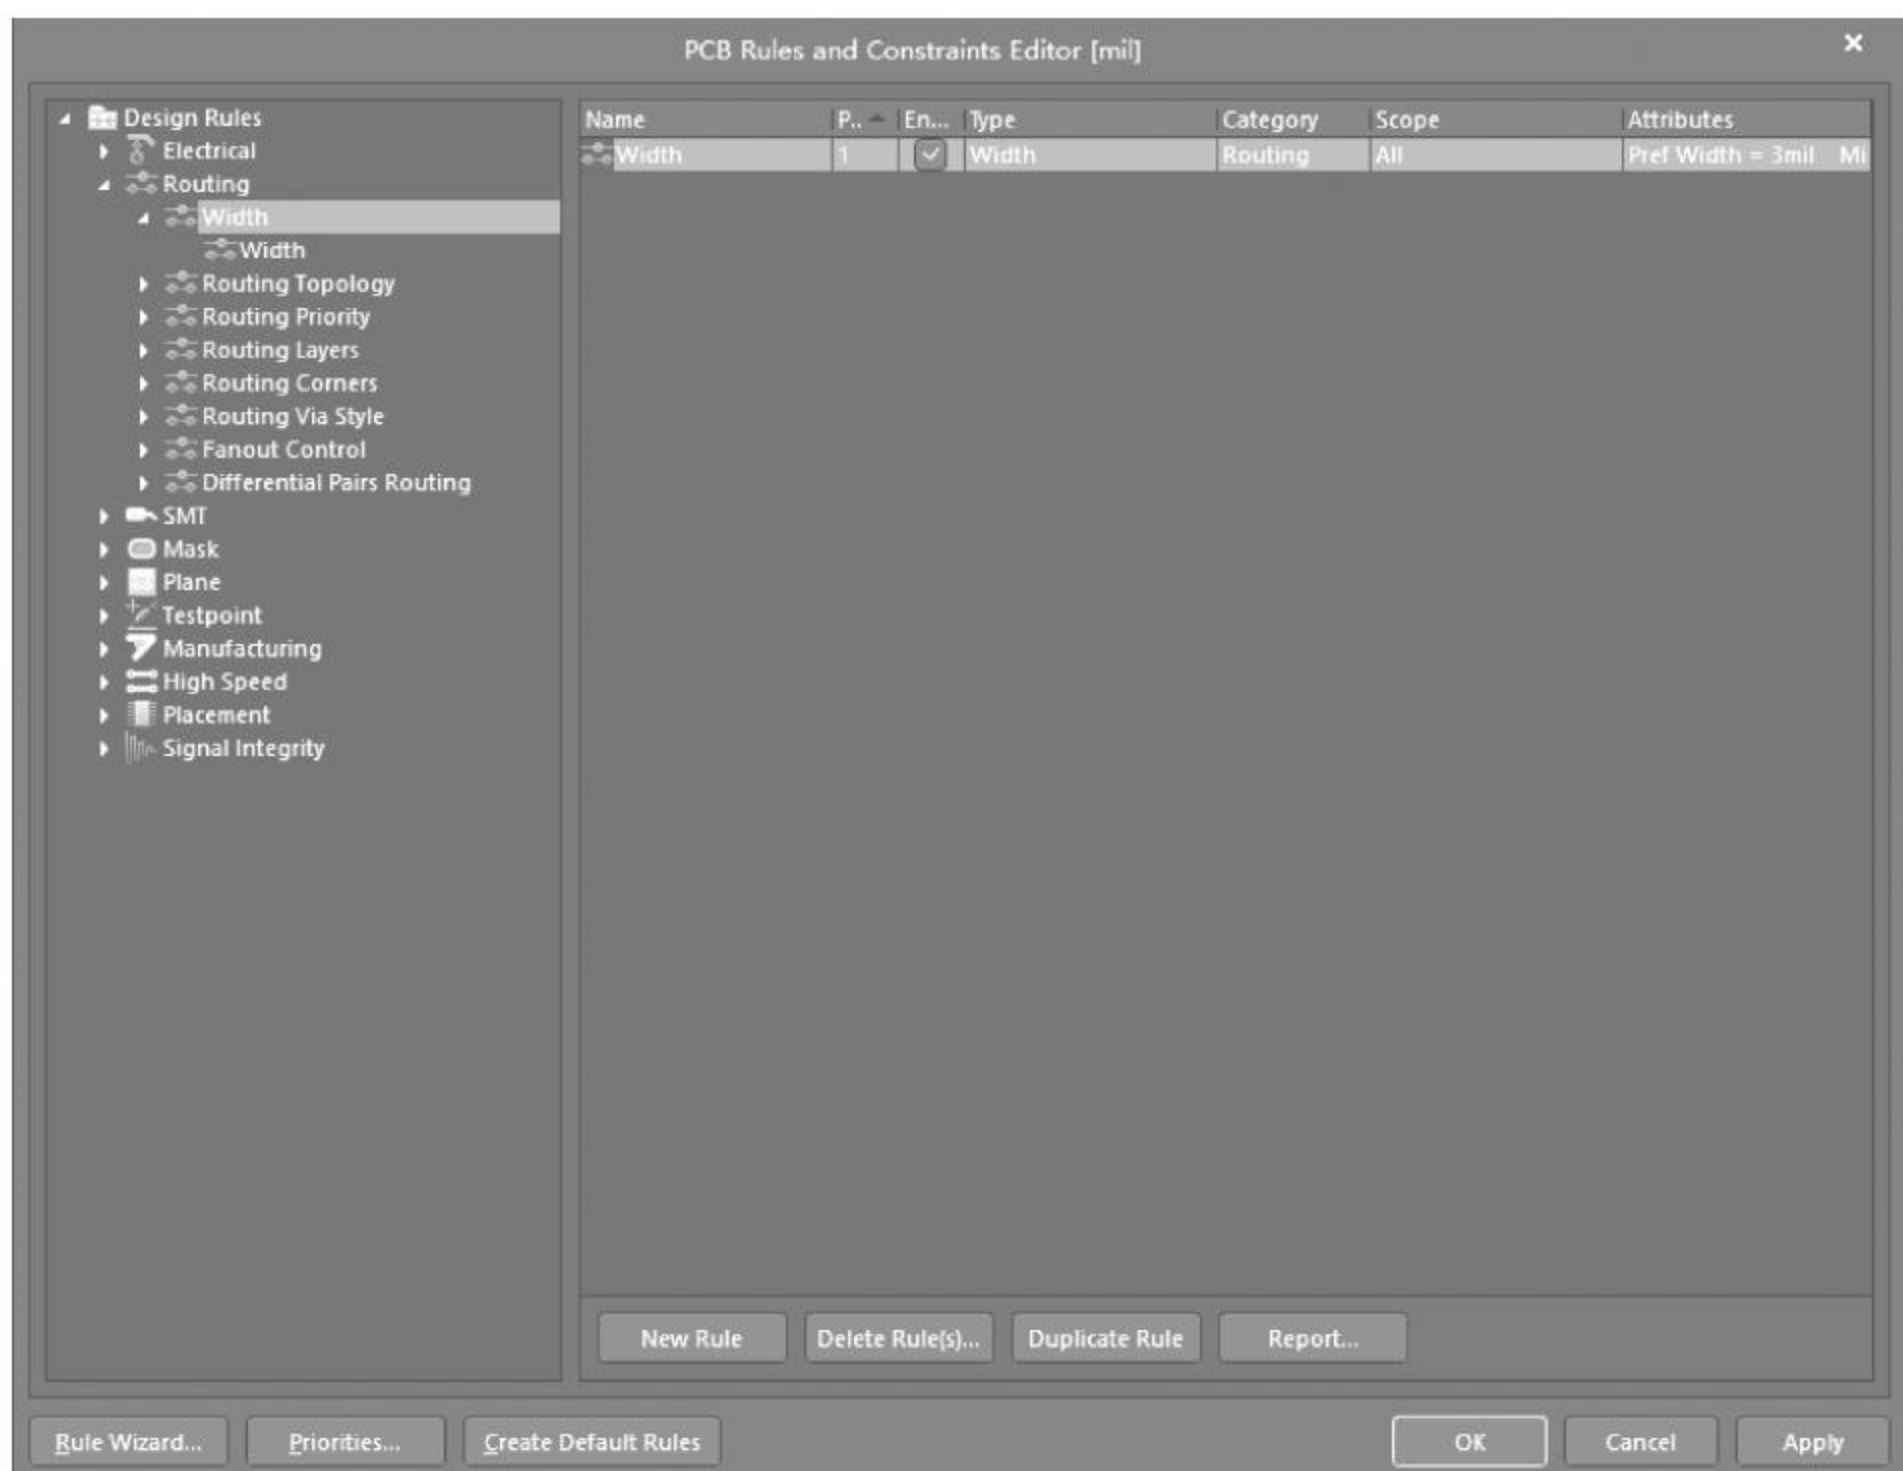 PCB Rules and Constraints Editor [mil]
Design Rules
Electrical
Routing
Width
Width
Routing Topology
Routing Priority
Routing Layers
Routing Corners
Routing Via Style
Fanout Control
Differential Pairs Routing
SMT
Mask
Plane
Testpoint
Manufacturing
High Speed
Placement
Signal Integrity
Name P.. En... Type Category Scope Attributes
Width 1 Width Routing All Pref Width = 3mil Mi
New Rule Delete Rule(s)... Duplicate Rule Report...
Rule Wizard... Priorities... Create Default Rules OK Cancel Apply